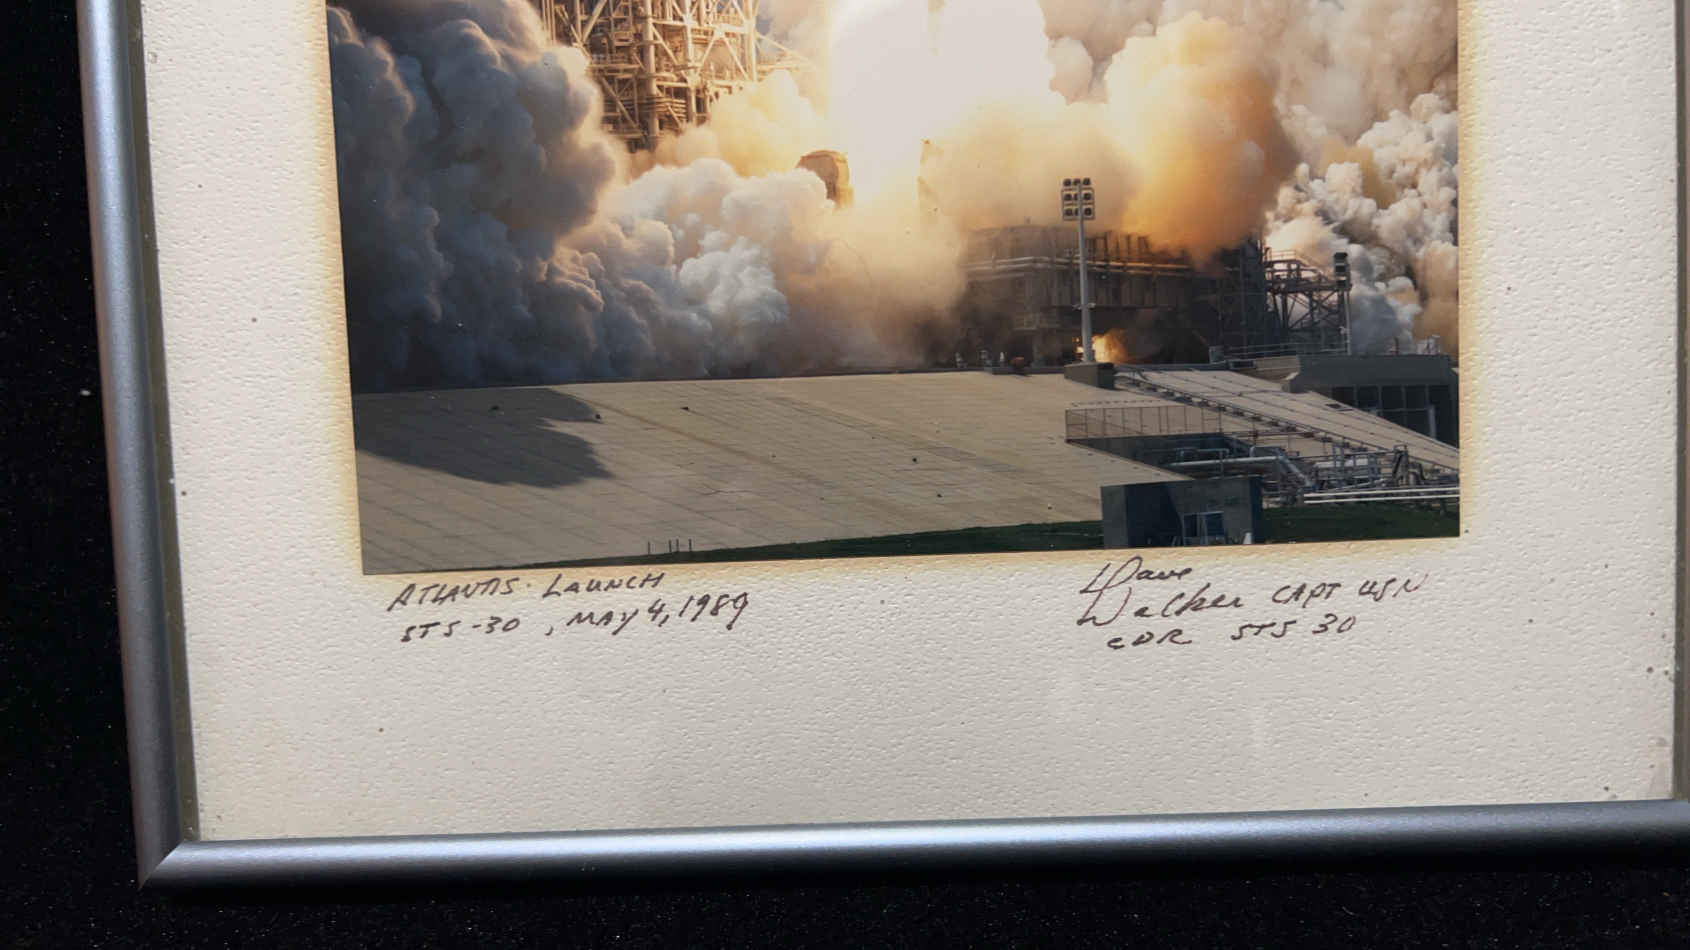 ATLANTIS LAUNCH
STS-30, MAY 4, 1989
Dave
Walker CAPT USN
CDR STS 30